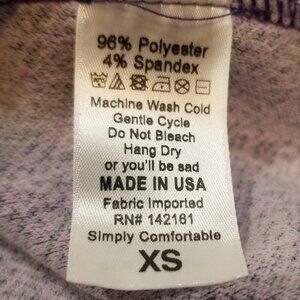 96% Polyester
4% Spandex
Machine Wash Cold
Gentle Cycle
Do Not Bleach
Hang Dry
or you'll be sad
MADE IN USA
Fabric Imported
RN# 142161
Simply Comfortable
XS